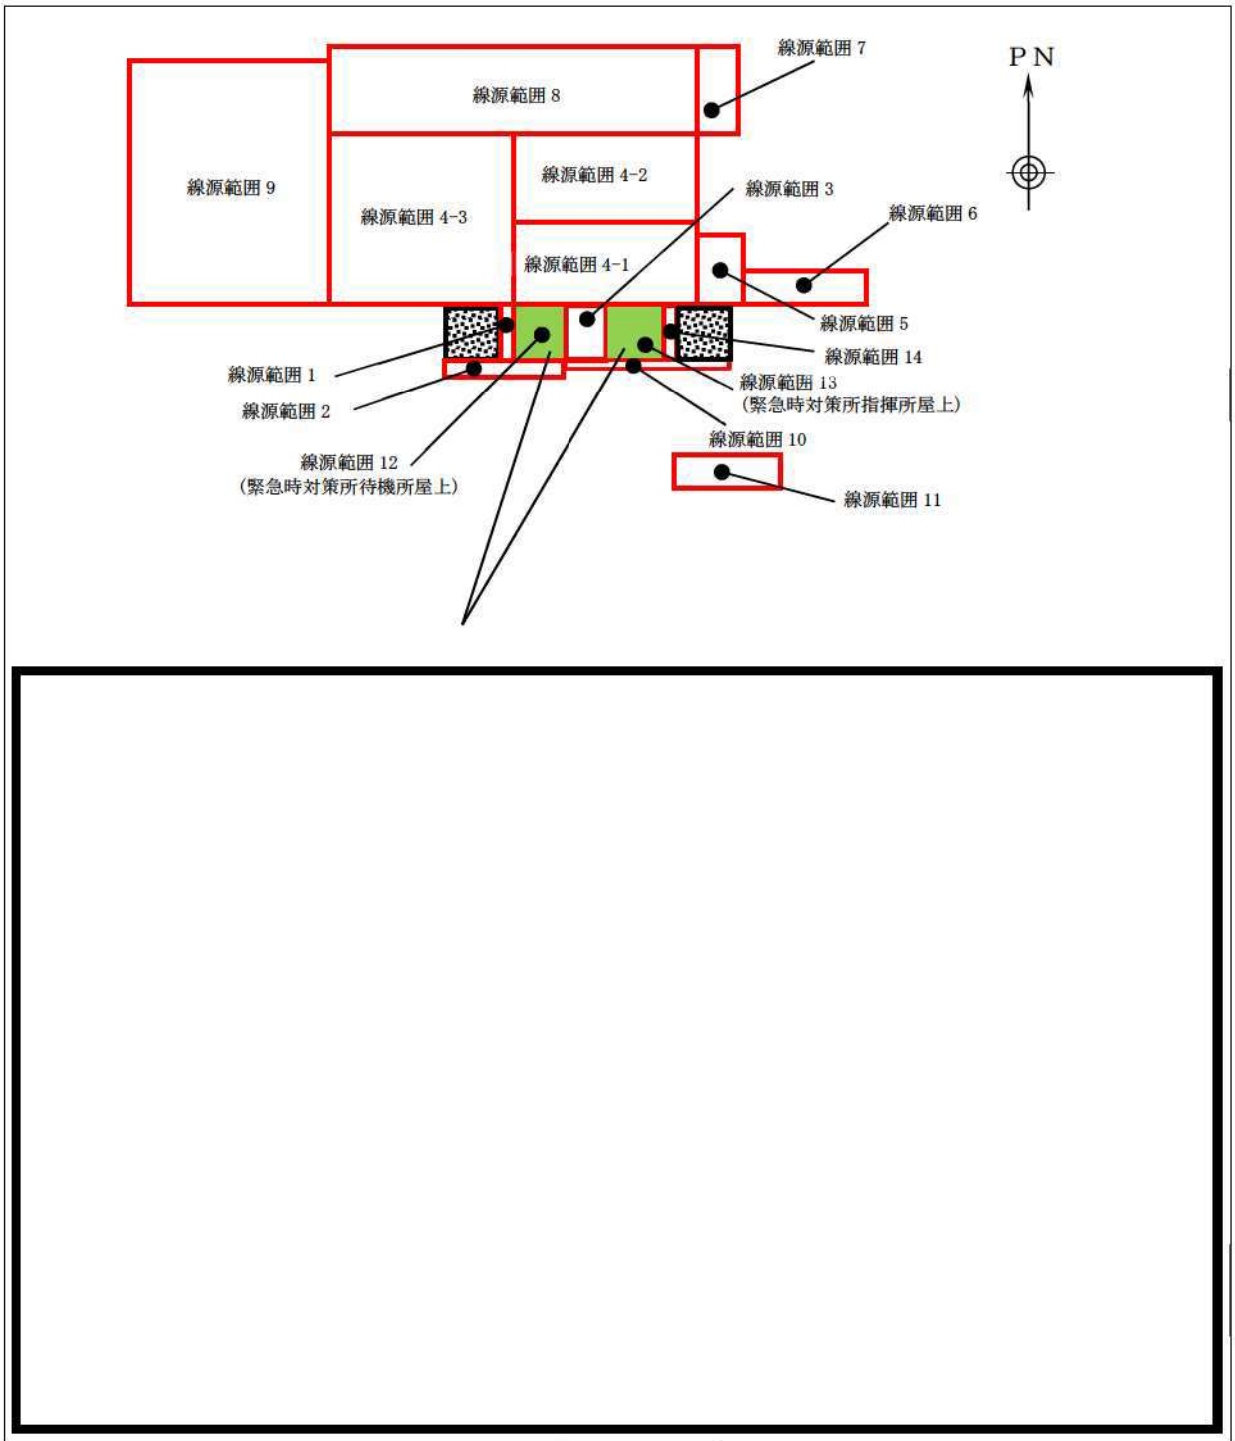 線源範囲 7
P N
線源範囲 8
線源範囲 4-2
線源範囲 9
線源範囲 3
線源範囲 4-3
線源範囲 6
線源範囲 4-1
線源範囲 5
線源範囲 14
線源範囲 1
線源範囲 13
(緊急時対策所指揮所屋上)
線源範囲 2
線源範囲 10
線源範囲 12
(緊急時対策所待機所屋上)
線源範囲 11